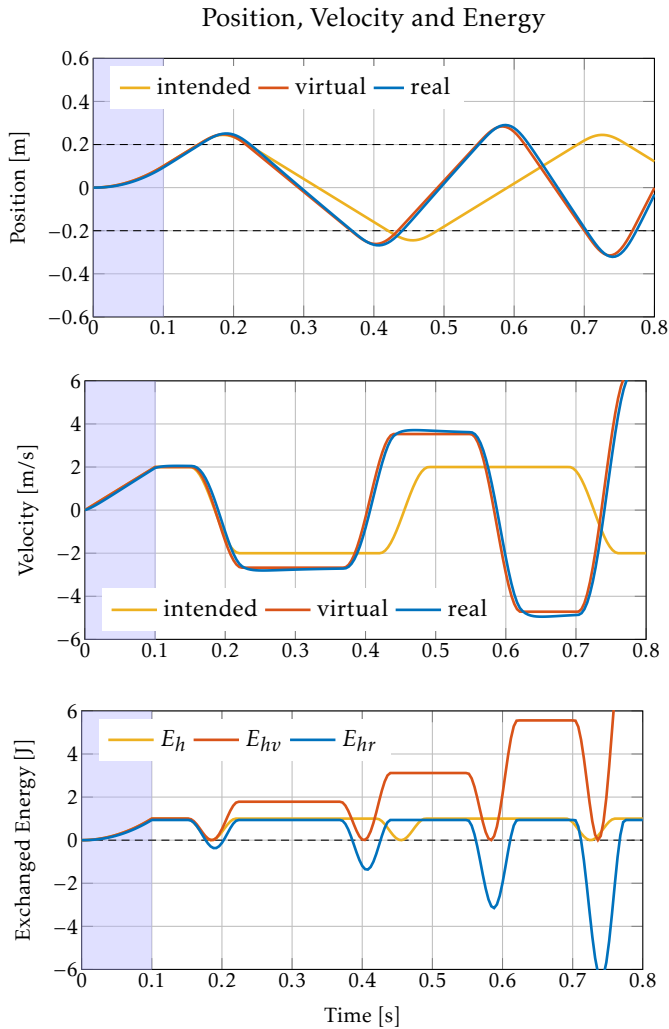 Position, Velocity and Energy
0.6
intended virtual real
0.4
0.2
0
−0.2
−0.4
−0.6
Position [m]
0 0.1 0.2 0.3 0.4 0.5 0.6 0.7 0.8
6
4
2
0
−2
−4
−6
Velocity [m/s]
intended virtual real
0 0.1 0.2 0.3 0.4 0.5 0.6 0.7 0.8
6
E_h E_hv E_hr
4
2
0
−2
−4
−6
Exchanged Energy [J]
0 0.1 0.2 0.3 0.4 0.5 0.6 0.7 0.8
Time [s]